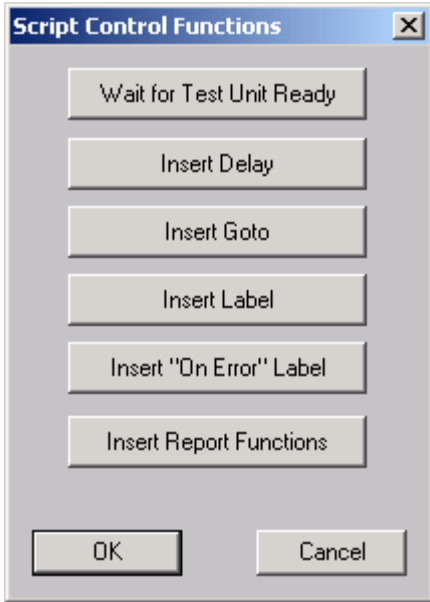 Script Control Functions
Wait for Test Unit Ready
Insert Delay
Insert Goto
Insert Label
Insert "On Error" Label
Insert Report Functions
OK
Cancel